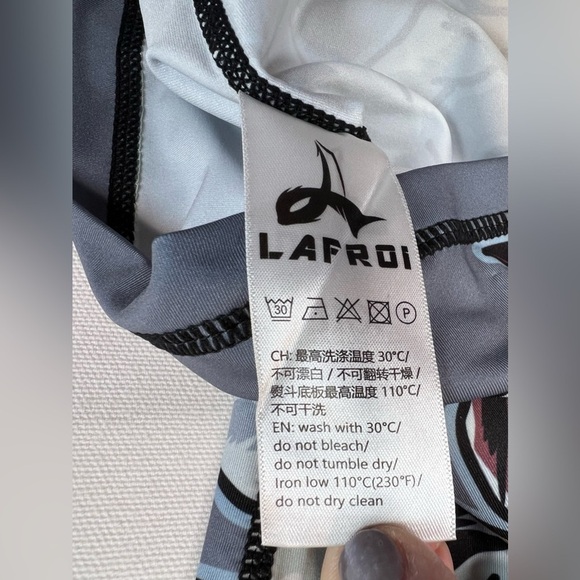 LAFROI
30 P
CH: 最高洗涤温度 30°C/
不可漂白 / 不可翻转干燥 /
熨斗底板最高温度 110°C/
不可干洗
EN: wash with 30°C/
do not bleach/
do not tumble dry/
Iron low 110°C(230°F)/
do not dry clean